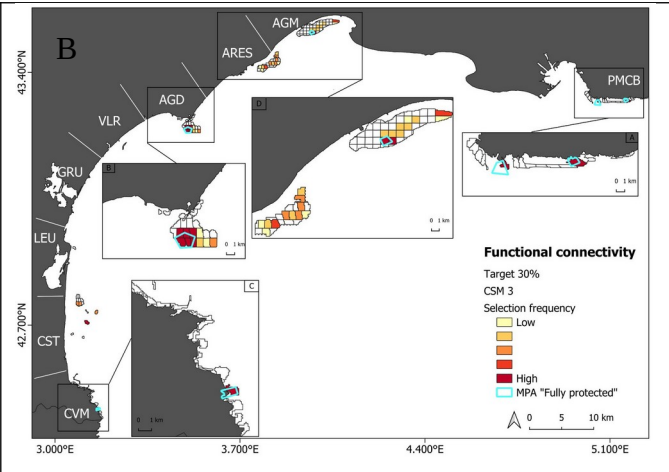 B
AGM
ARES
AGD
VLR
GRU
LEU
CST
CVM
PMCB
D
0 1 km
A
0 1 km
B
0 1 km
C
0 1 km
Functional connectivity
Target 30%
CSM 3
Selection frequency
Low
High
MPA "Fully protected"
0 5 10 km
43.400°N
42.700°N
3.000°E 3.700°E 4.400°E 5.100°E